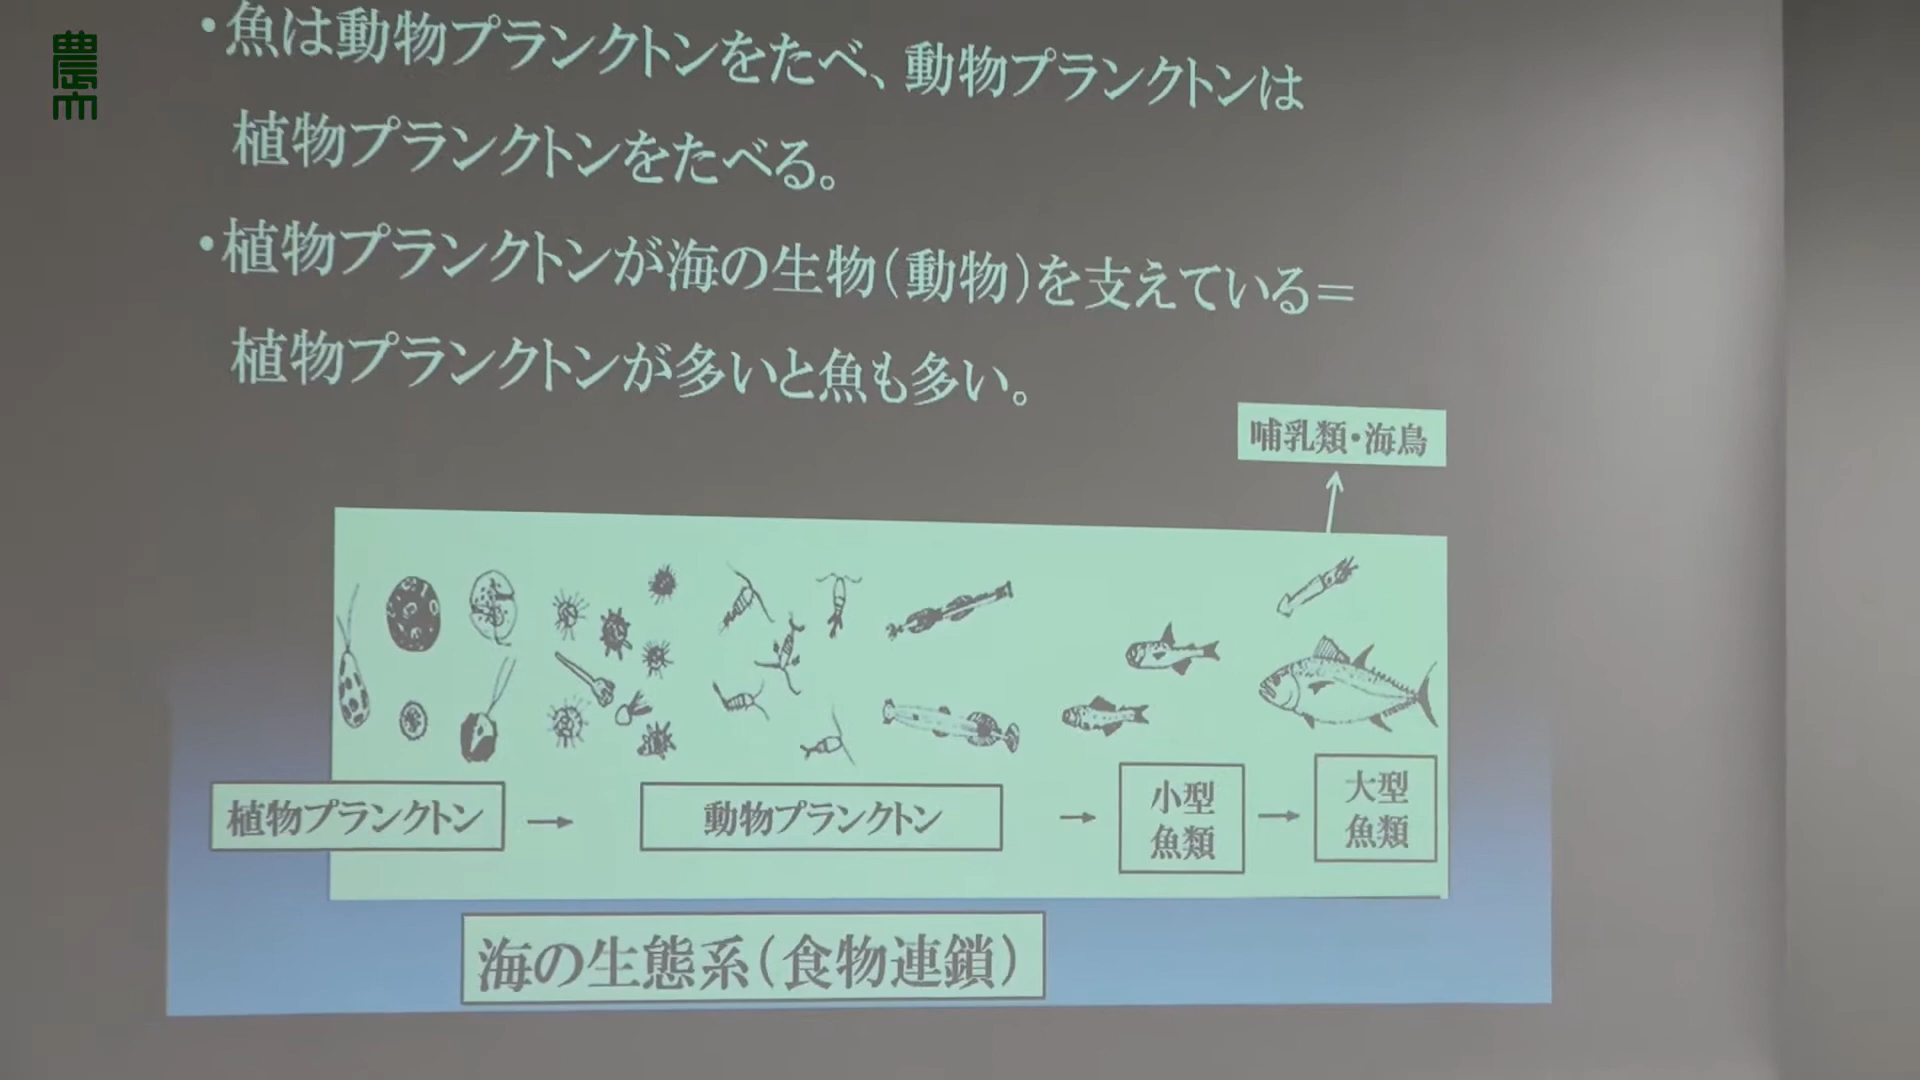 ・魚は動物プランクトンをたべ、動物プランクトンは
植物プランクトンをたべる。
・植物プランクトンが海の生物(動物)を支えている=
植物プランクトンが多いと魚も多い。
哺乳類・海鳥
植物プランクトン
動物プランクトン
小型
魚類
大型
魚類
海の生態系(食物連鎖)